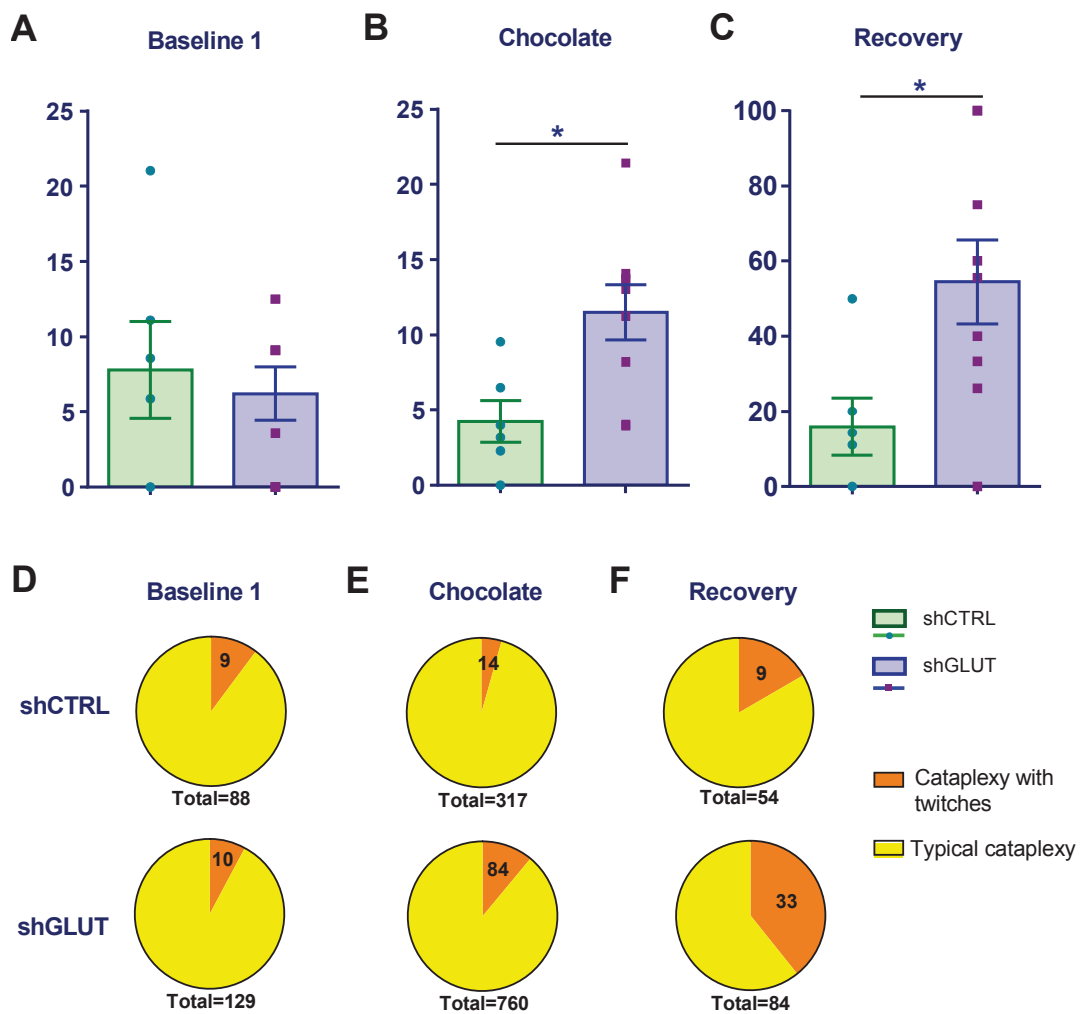 A
Baseline 1
B
Chocolate
C
Recovery
25
20
15
10
5
0
25
20
15
10
5
0
*
100
80
60
40
20
0
*
D
Baseline 1
E
Chocolate
F
Recovery
shCTRL
9
Total=88
14
Total=317
9
Total=54
shGLUT
10
Total=129
84
Total=760
33
Total=84
shCTRL
shGLUT
Cataplexy with
twitches
Typical cataplexy